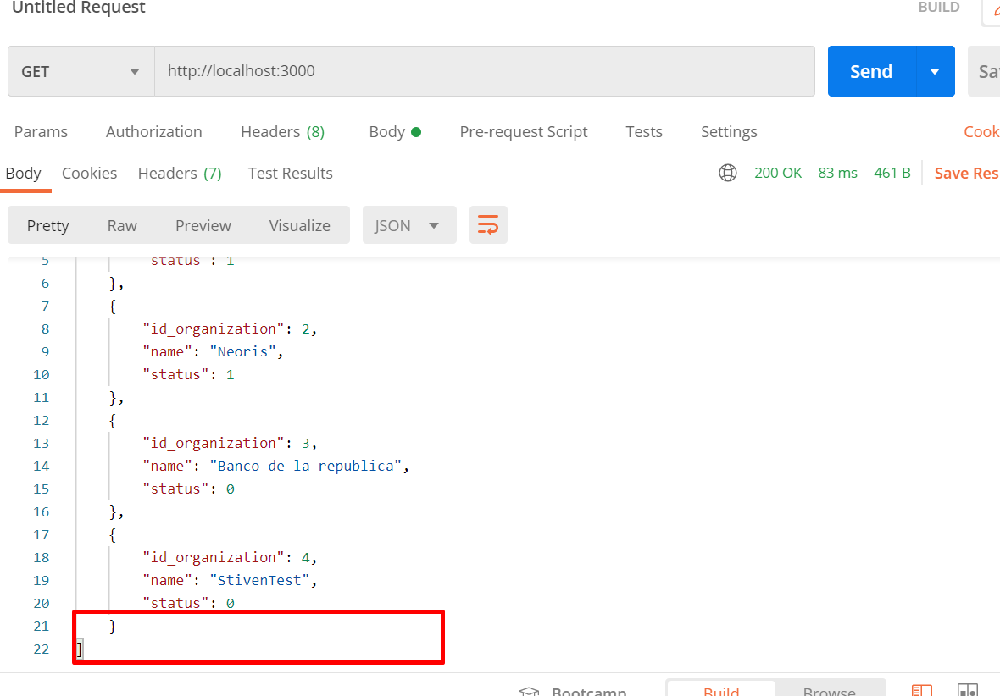 Untitled Request
BUILD
GET
http://localhost:3000
Send
Sav
Params
Authorization
Headers (8)
Body
Pre-request Script
Tests
Settings
Cook
Body
Cookies
Headers (7)
Test Results
200 OK
83 ms
461 B
Save Res
Pretty
Raw
Preview
Visualize
JSON
5 "status": 1
6 },
7 {
8 "id_organization": 2,
9 "name": "Neoris",
10 "status": 1
11 },
12 {
13 "id_organization": 3,
14 "name": "Banco de la republica",
15 "status": 0
16 },
17 {
18 "id_organization": 4,
19 "name": "StivenTest",
20 "status": 0
21 }
22 ]
Bootcamp
Build
Browse